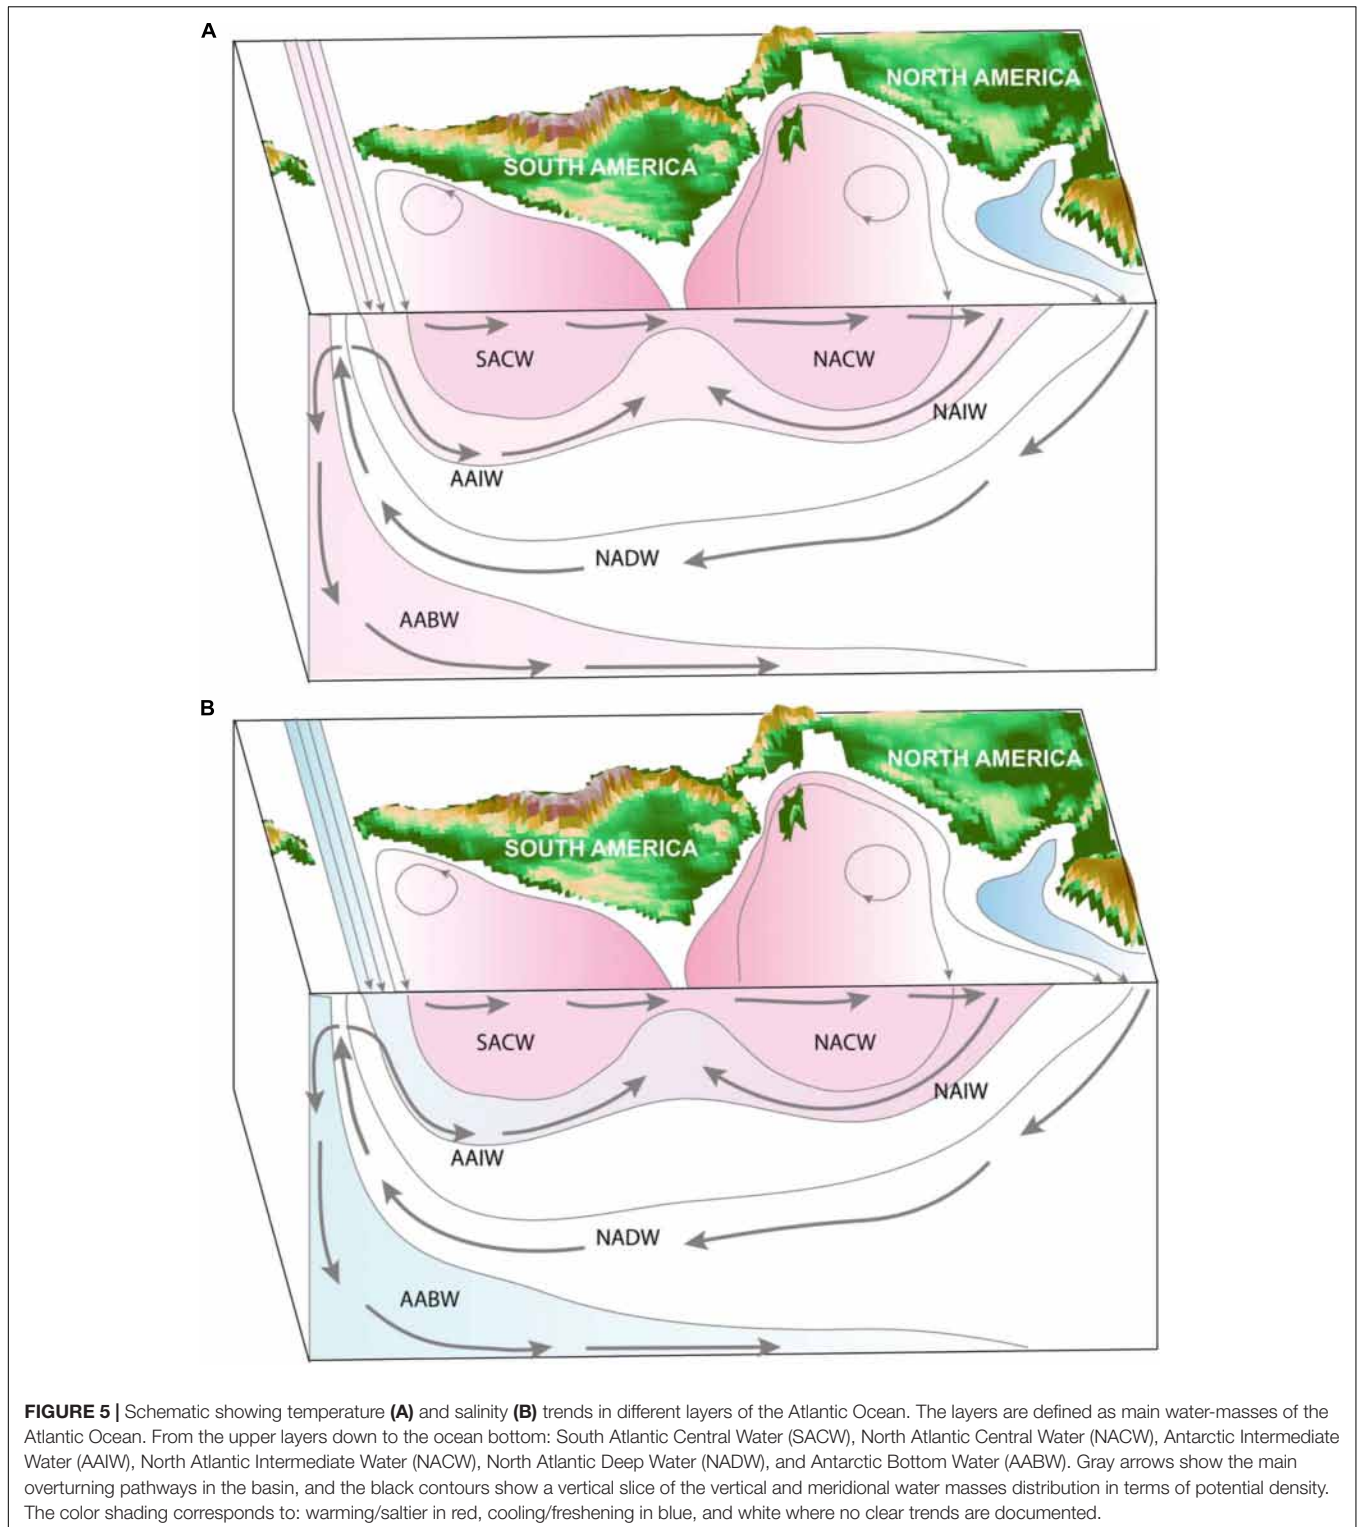 A
NORTH AMERICA
SOUTH AMERICA
SACW
NACW
NAIW
AAIW
NADW
AABW
B
NORTH AMERICA
SOUTH AMERICA
SACW
NACW
NAIW
AAIW
NADW
AABW
FIGURE 5 | Schematic showing temperature (A) and salinity (B) trends in different layers of the Atlantic Ocean. The layers are defined as main water-masses of the
Atlantic Ocean. From the upper layers down to the ocean bottom: South Atlantic Central Water (SACW), North Atlantic Central Water (NACW), Antarctic Intermediate
Water (AAIW), North Atlantic Intermediate Water (NACW), North Atlantic Deep Water (NADW), and Antarctic Bottom Water (AABW). Gray arrows show the main
overturning pathways in the basin, and the black contours show a vertical slice of the vertical and meridional water masses distribution in terms of potential density.
The color shading corresponds to: warming/saltier in red, cooling/freshening in blue, and white where no clear trends are documented.